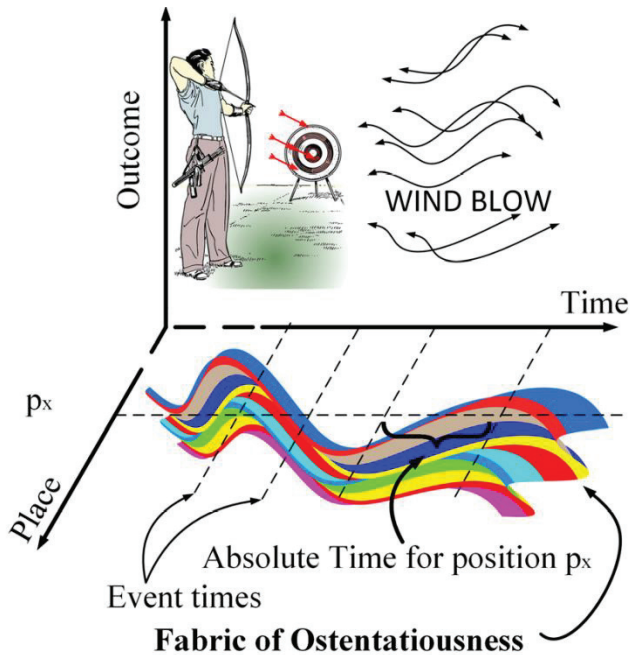 Outcome
WIND BLOW
Time
px
Place
Absolute Time for position px
Event times
Fabric of Ostentatiousness